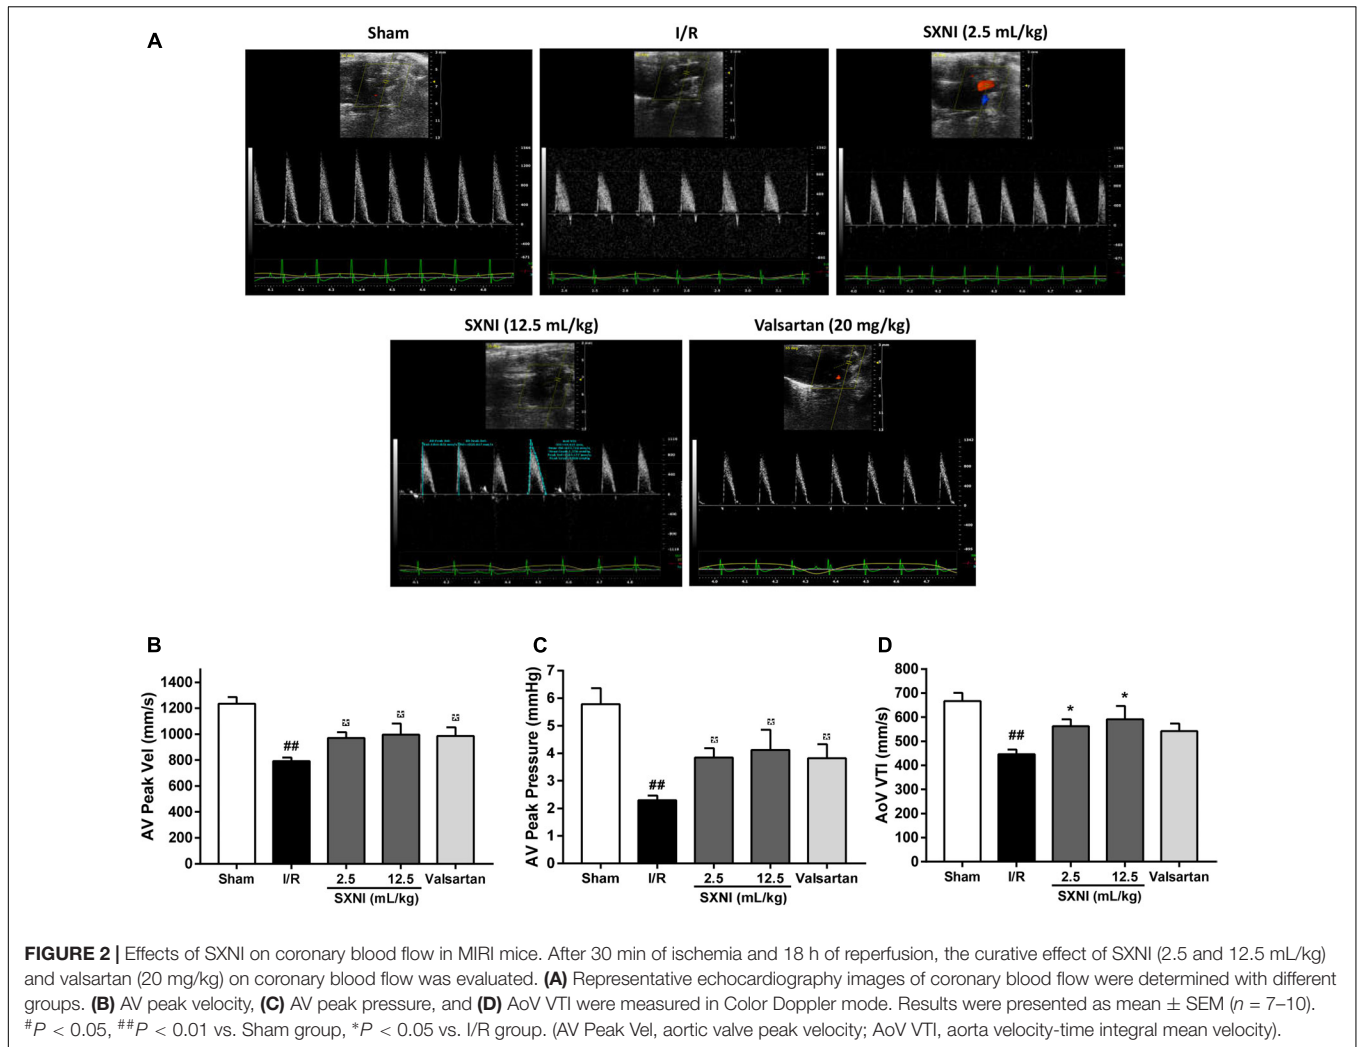 A
Sham
I/R
SXNI (2.5 mL/kg)
SXNI (12.5 mL/kg)
Valsartan (20 mg/kg)
B
AV Peak Vel (mm/s)
1400
1200
1000
800
600
400
200
0
##
Sham
I/R
2.5
12.5
Valsartan
SXNI (mL/kg)
C
AV Peak Pressure (mmHg)
7
6
5
4
3
2
1
0
##
Sham
I/R
2.5
12.5
Valsartan
SXNI (mL/kg)
D
AoV VTI (mm/s)
800
700
600
500
400
300
200
100
0
##
*
*
Sham
I/R
2.5
12.5
Valsartan
SXNI (mL/kg)
FIGURE 2 | Effects of SXNI on coronary blood flow in MIRI mice. After 30 min of ischemia and 18 h of reperfusion, the curative effect of SXNI (2.5 and 12.5 mL/kg)
and valsartan (20 mg/kg) on coronary blood flow was evaluated. (A) Representative echocardiography images of coronary blood flow were determined with different
groups. (B) AV peak velocity, (C) AV peak pressure, and (D) AoV VTI were measured in Color Doppler mode. Results were presented as mean ± SEM (n = 7–10).
#P < 0.05, ##P < 0.01 vs. Sham group, *P < 0.05 vs. I/R group. (AV Peak Vel, aortic valve peak velocity; AoV VTI, aorta velocity-time integral mean velocity).